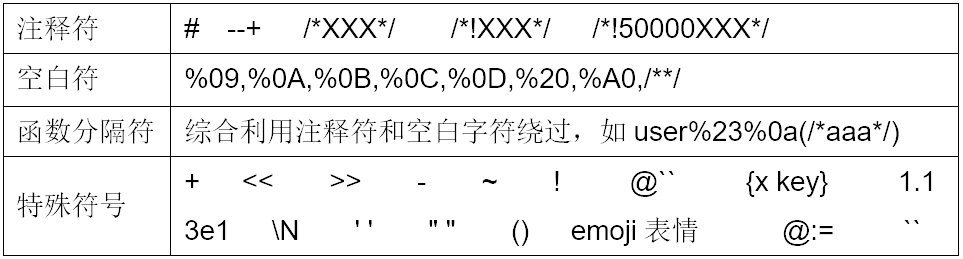 注释符 # --+ /*XXX*/ /*!XXX*/ /*!50000XXX*/
空白符 %09,%0A,%0B,%0C,%0D,%20,%A0,/**/
函数分隔符 综合利用注释符和空白字符绕过，如 user%23%0a(/*aaa*/)
特殊符号 + << >> - ~ ! @`` {x key} 1.1
3e1 \N ' ' " " () emoji 表情 @:= ``